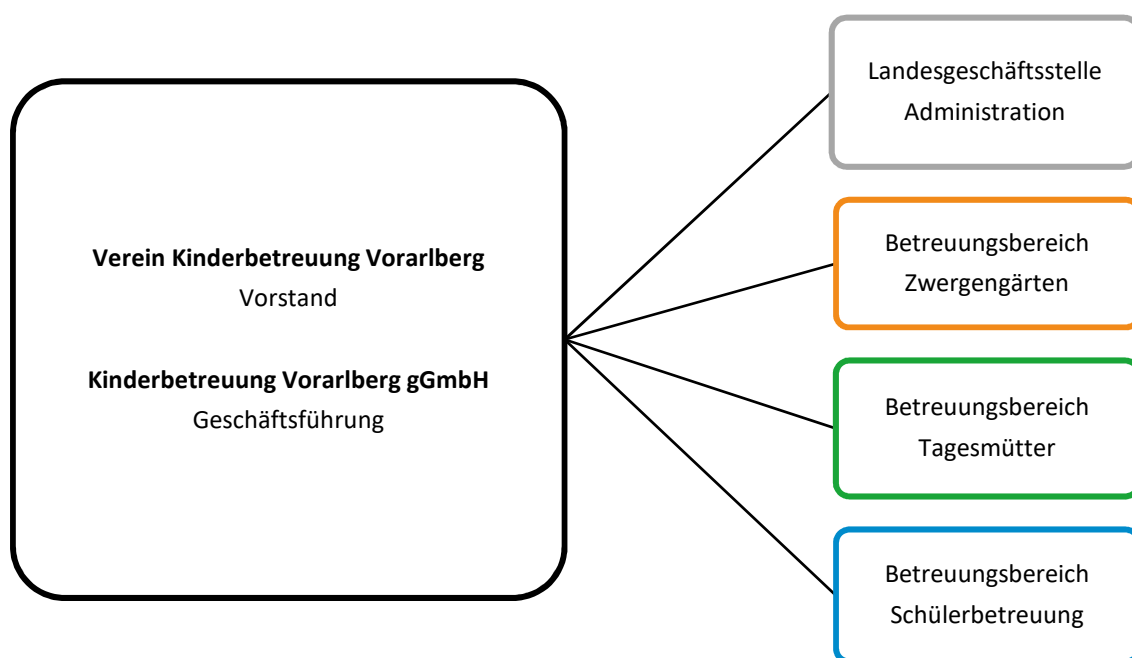 Verein Kinderbetreuung Vorarlberg
Vorstand
Kinderbetreuung Vorarlberg gGmbH
Geschäftsführung
Landesgeschäftsstelle
Administration
Betreuungsbereich
Zwergengärten
Betreuungsbereich
Tagesmütter
Betreuungsbereich
Schülerbetreuung